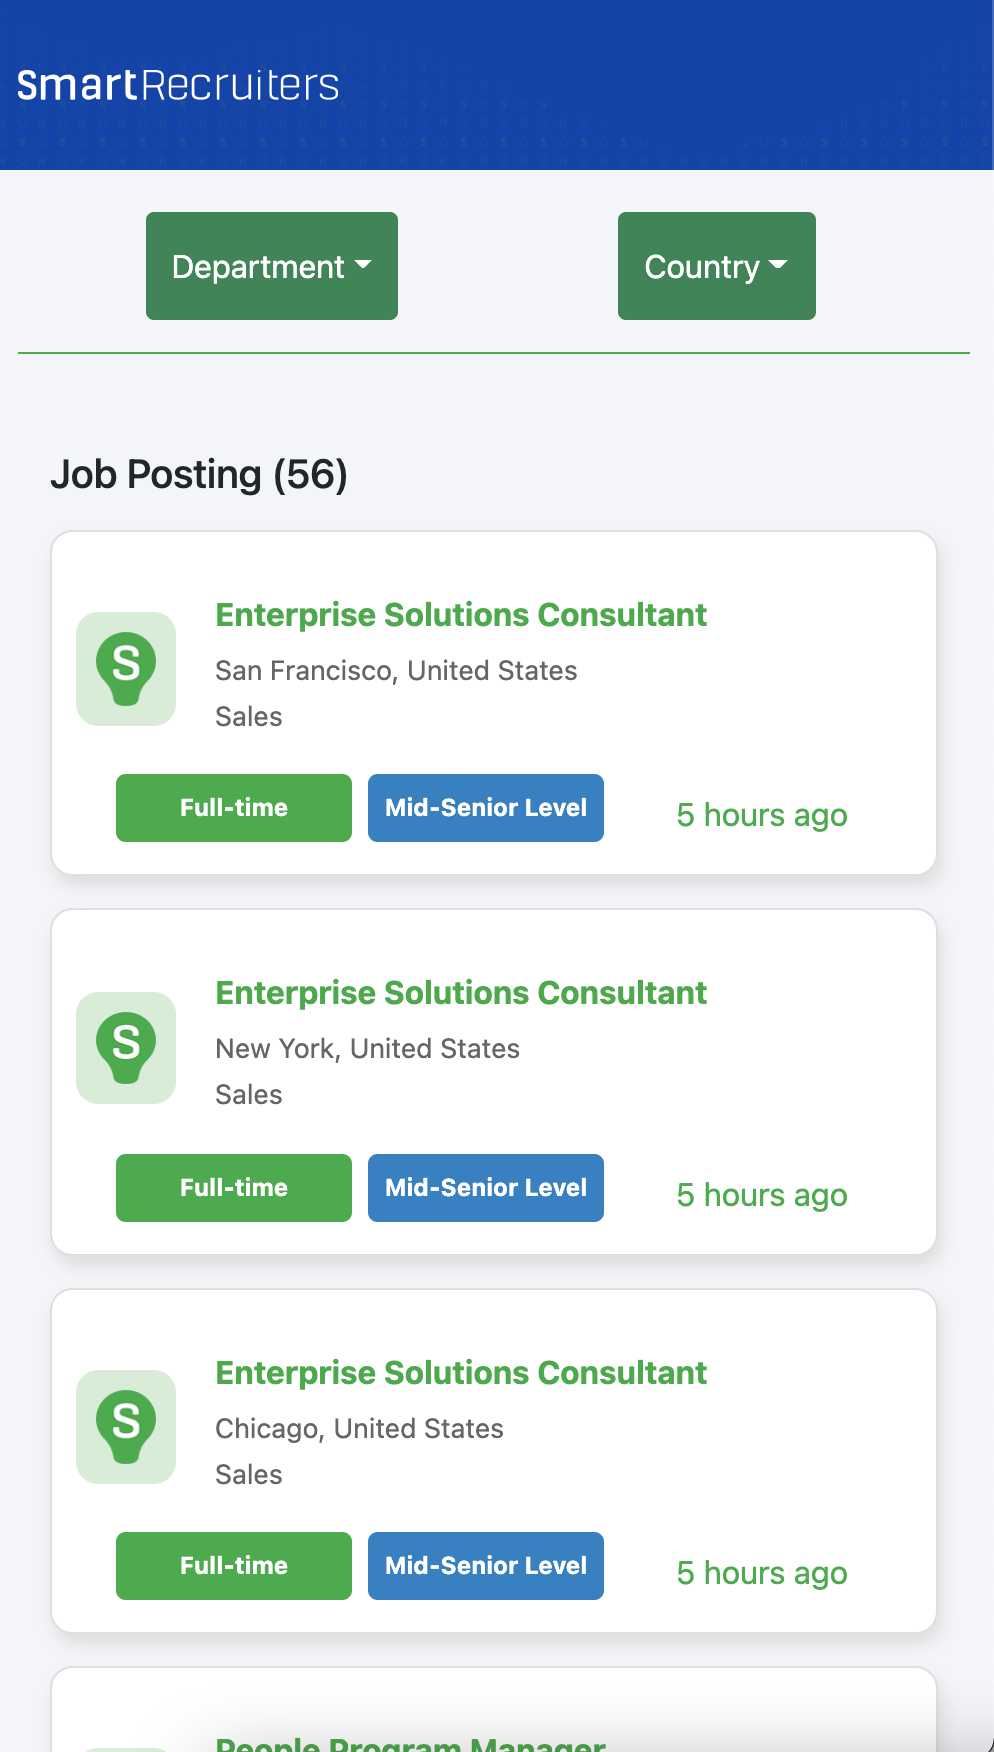 SmartRecruiters
Department
Country
Job Posting (56)
Enterprise Solutions Consultant
San Francisco, United States
Sales
S
Full-time
Mid-Senior Level
5 hours ago
Enterprise Solutions Consultant
New York, United States
Sales
S
Full-time
Mid-Senior Level
5 hours ago
Enterprise Solutions Consultant
Chicago, United States
Sales
S
Full-time
Mid-Senior Level
5 hours ago
People Program Manager